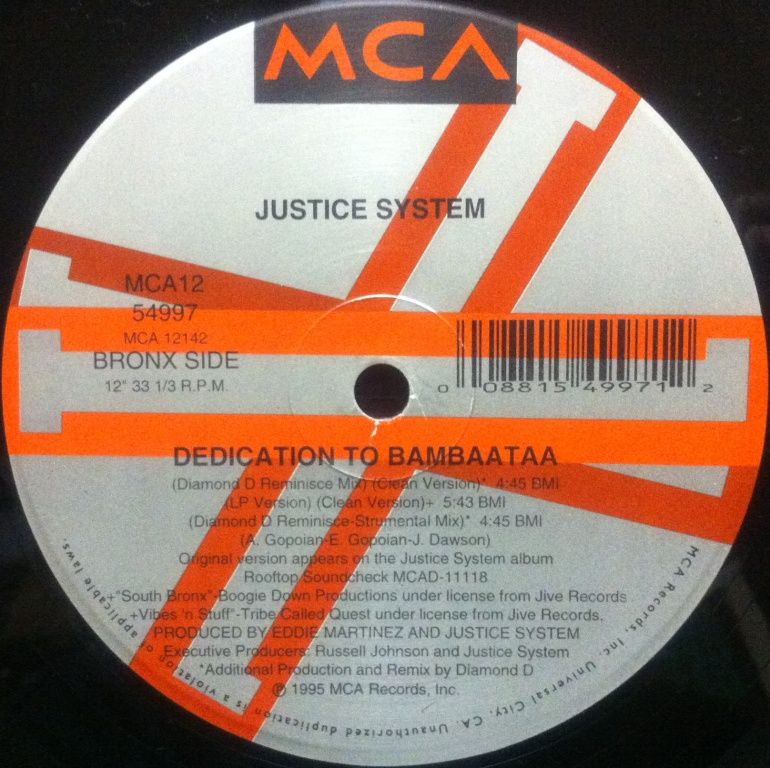 MCA
JUSTICE SYSTEM
MCA12
54997
MCA 12142
BRONX SIDE
12" 33 1/3 R.P.M.
0 08815 49971 2
DEDICATION TO BAMBAATAA
(Diamond D Reminisce Mix) (Clean Version)* 4:45 BMI
(LP Version) (Clean Version)+ 5:43 BMI
(Diamond D Reminisce-Strumental Mix)* 4:45 BMI
(A. Gopoian-E. Gopoian-J. Dawson)
Original version appears on the Justice System album
Rooftop Soundcheck MCAD-11118
+"South Bronx"-Boogie Down Productions under license from Jive Records
+Vibes 'n Stuff"-Tribe Called Quest under license from Jive Records.
PRODUCED BY EDDIE MARTINEZ AND JUSTICE SYSTEM
Executive Producers: Russell Johnson and Justice System
*Additional Production and Remix by Diamond D
℗ 1995 MCA Records, Inc.
MCA Records, Inc. Universal City, CA. Unauthorized duplication is a violation of applicable laws.